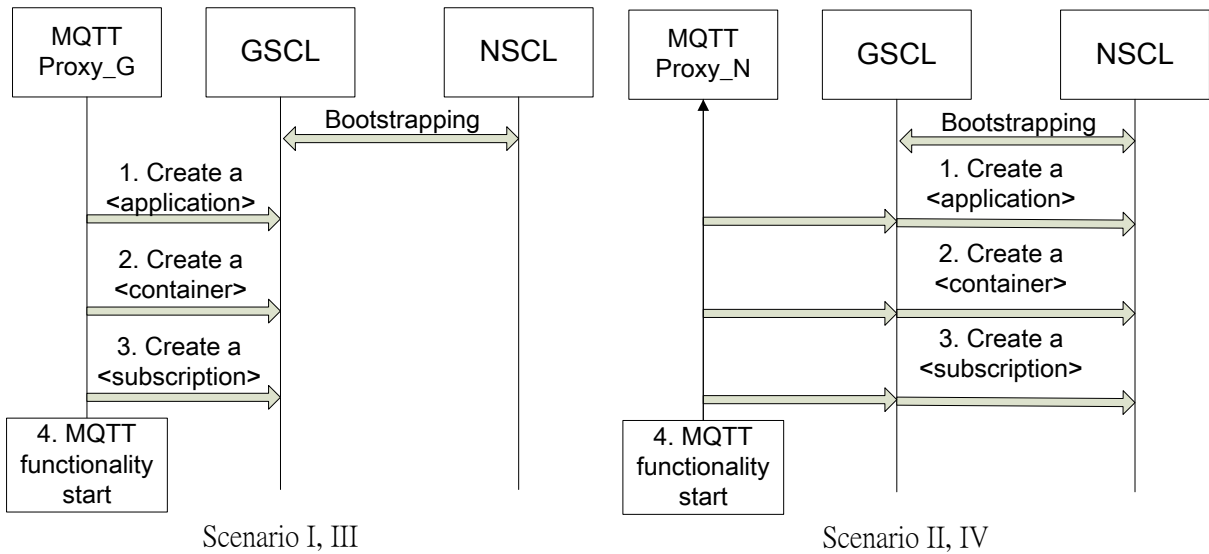 MQTT
Proxy_G
GSCL
NSCL
Bootstrapping
1. Create a
<application>
2. Create a
<container>
3. Create a
<subscription>
4. MQTT
functionality
start
Scenario I, III
MQTT
Proxy_N
GSCL
NSCL
Bootstrapping
1. Create a
<application>
2. Create a
<container>
3. Create a
<subscription>
4. MQTT
functionality
start
Scenario II, IV